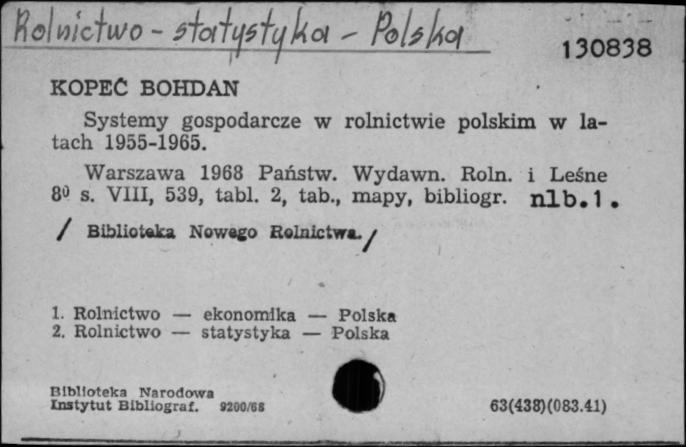 Rolnictwo - statystyka - Polska
130838
KOPEĆ BOHDAN
Systemy gospodarcze w rolnictwie polskim w la-
tach 1955-1965.
Warszawa 1968 Państw. Wydawn. Roln. i Leśne
8⁰ s. VIII, 539, tabl. 2, tab., mapy, bibliogr. nlb.1.
/ Biblioteka Nowego Rolnictwa./
1. Rolnictwo — ekonomika — Polska
2. Rolnictwo — statystyka — Polska
Biblioteka Narodowa
Instytut Bibliograf. 9200/68
63(438)(083.41)